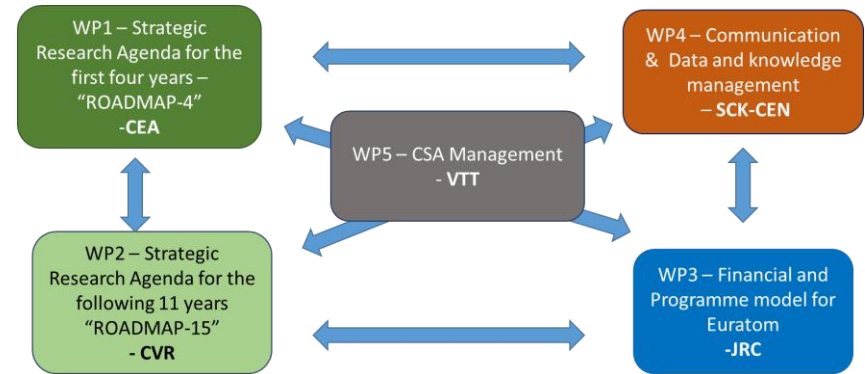 WP1 – Strategic
Research Agenda for the
first four years –
“ROADMAP-4”
-CEA
WP4 – Communication
& Data and knowledge
management
– SCK-CEN
WP5 – CSA Management
- VTT
WP2 – Strategic
Research Agenda for the
following 11 years
“ROADMAP-15”
- CVR
WP3 – Financial and
Programme model for
Euratom
-JRC